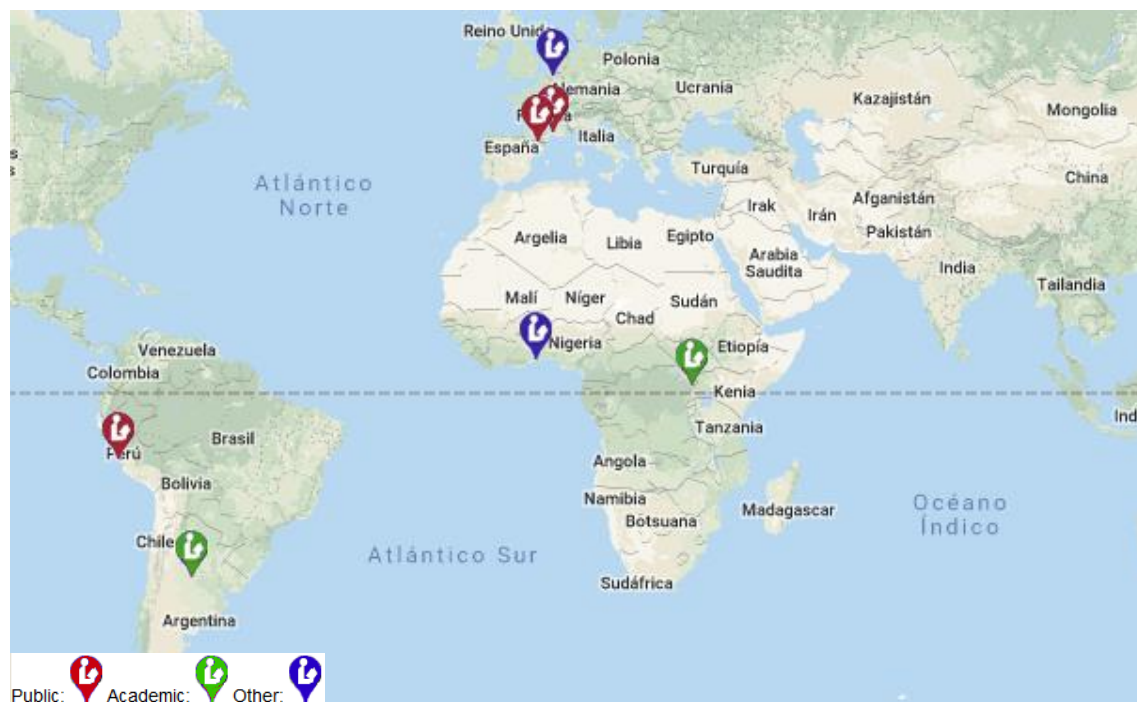 Reino Unid
Polonia
Alemania
Ucrania
Kazajistán
Mongolia
Italia
España
Turquía
China
Atlántico
Norte
Irak
Irán
Afganistán
Pakistán
Argelia
Libia
Egipto
Arabia
Saudita
India
Tailandia
Malí
Níger
Chad
Sudán
Nigeria
Etiopía
Venezuela
Colombia
Kenia
Ind
Tanzania
Perú
Brasil
Angola
Bolivia
Namibia
Botsuana
Madagascar
Océano
Índico
Chile
Atlántico Sur
Sudáfrica
Argentina
Public: Academic: Other: